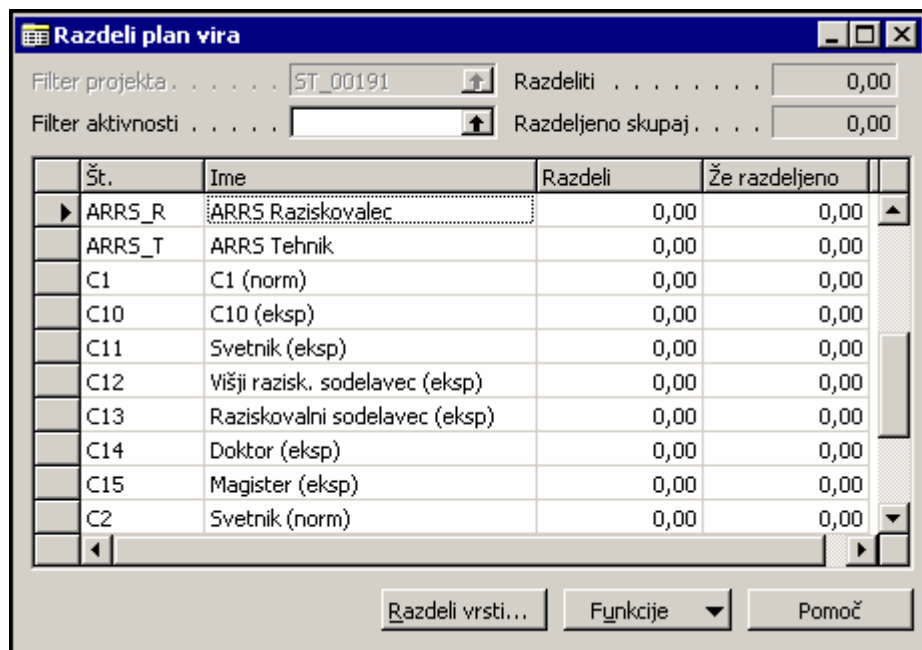 Razdeli plan vira
Filter projekta . . . . . . ST_00191 Razdeliti . . . . . . . . 0,00
Filter aktivnosti . . . . . Razdeljeno skupaj . . . . 0,00
Št. Ime Razdeli Že razdeljeno
ARRS_R ARRS Raziskovalec 0,00 0,00
ARRS_T ARRS Tehnik 0,00 0,00
C1 C1 (norm) 0,00 0,00
C10 C10 (eksp) 0,00 0,00
C11 Svetnik (eksp) 0,00 0,00
C12 Višji razisk. sodelavec (eksp) 0,00 0,00
C13 Raziskovalni sodelavec (eksp) 0,00 0,00
C14 Doktor (eksp) 0,00 0,00
C15 Magister (eksp) 0,00 0,00
C2 Svetnik (norm) 0,00 0,00
Razdeli vrsti... Funkcije Pomoč